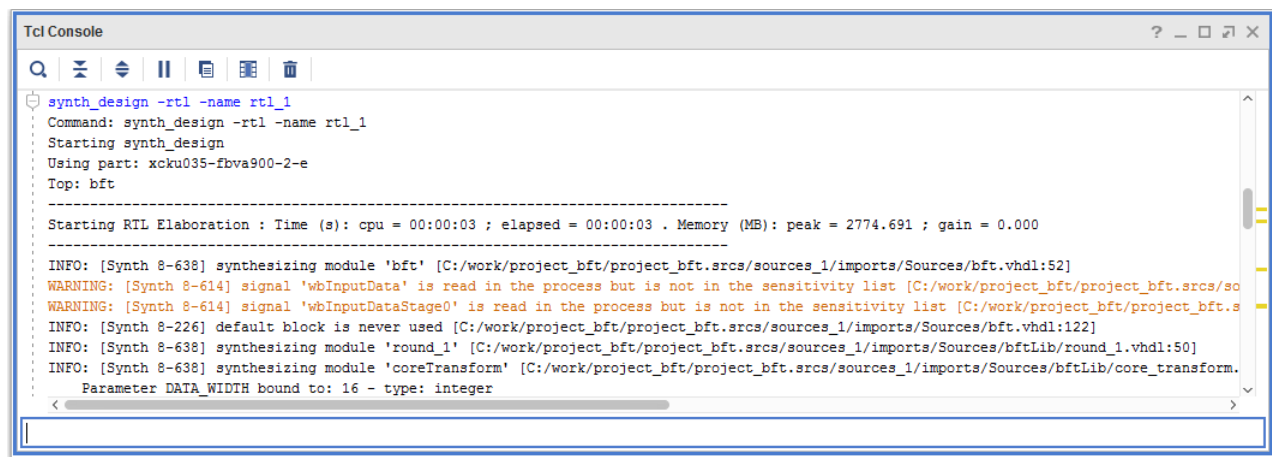 Tcl Console
synth_design -rtl -name rtl_1
Command: synth_design -rtl -name rtl_1
Starting synth_design
Using part: xcku035-fbva900-2-e
Top: bft
---------------------------------------------------------------------------------
Starting RTL Elaboration : Time (s): cpu = 00:00:03 ; elapsed = 00:00:03 . Memory (MB): peak = 2774.691 ; gain = 0.000
---------------------------------------------------------------------------------
INFO: [Synth 8-638] synthesizing module 'bft' [C:/work/project_bft/project_bft.srcs/sources_1/imports/Sources/bft.vhdl:52]
WARNING: [Synth 8-614] signal 'wbInputData' is read in the process but is not in the sensitivity list [C:/work/project_bft/project_bft.srcs/so
WARNING: [Synth 8-614] signal 'wbInputDataStage0' is read in the process but is not in the sensitivity list [C:/work/project_bft/project_bft.s
INFO: [Synth 8-226] default block is never used [C:/work/project_bft/project_bft.srcs/sources_1/imports/Sources/bft.vhdl:122]
INFO: [Synth 8-638] synthesizing module 'round_1' [C:/work/project_bft/project_bft.srcs/sources_1/imports/Sources/bftLib/round_1.vhdl:50]
INFO: [Synth 8-638] synthesizing module 'coreTransform' [C:/work/project_bft/project_bft.srcs/sources_1/imports/Sources/bftLib/core_transform.
Parameter DATA_WIDTH bound to: 16 - type: integer